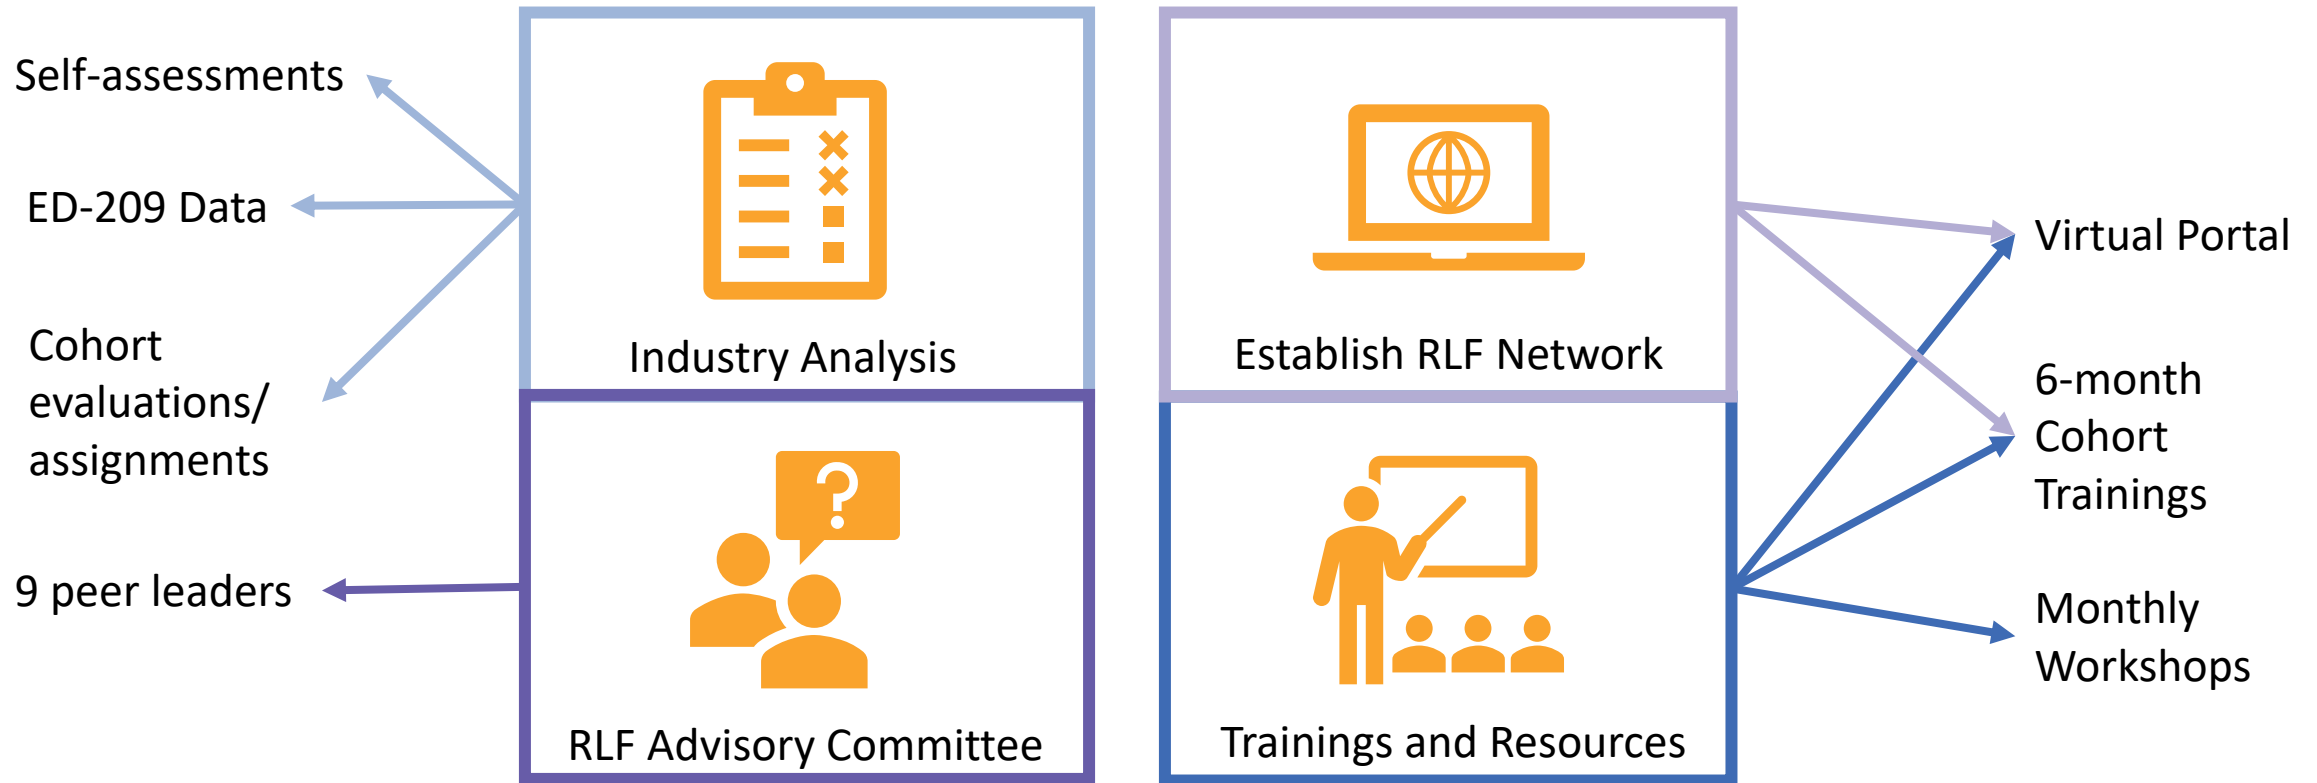 Self-assessments
ED-209 Data
Cohort
evaluations/
assignments
9 peer leaders
Industry Analysis
?
RLF Advisory Committee
Establish RLF Network
Trainings and Resources
Virtual Portal
6-month
Cohort
Trainings
Monthly
Workshops